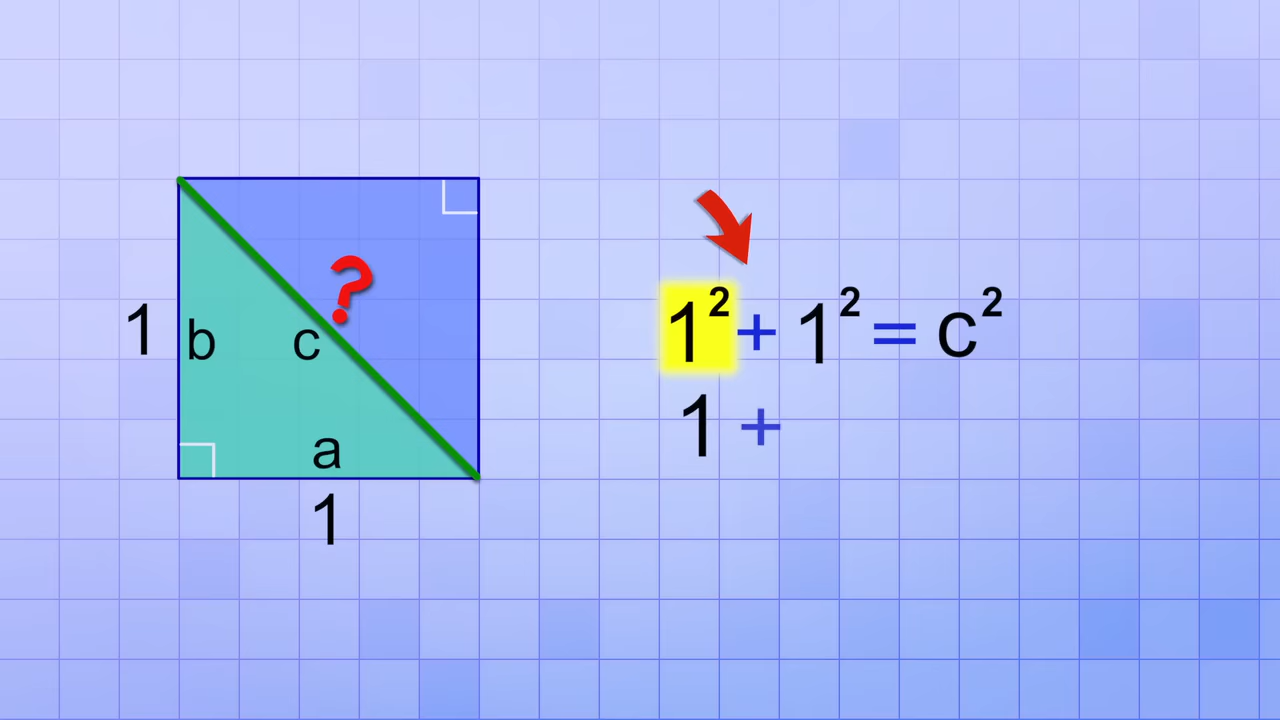 ?
1 b c
a
1
1² + 1² = c²
1 +